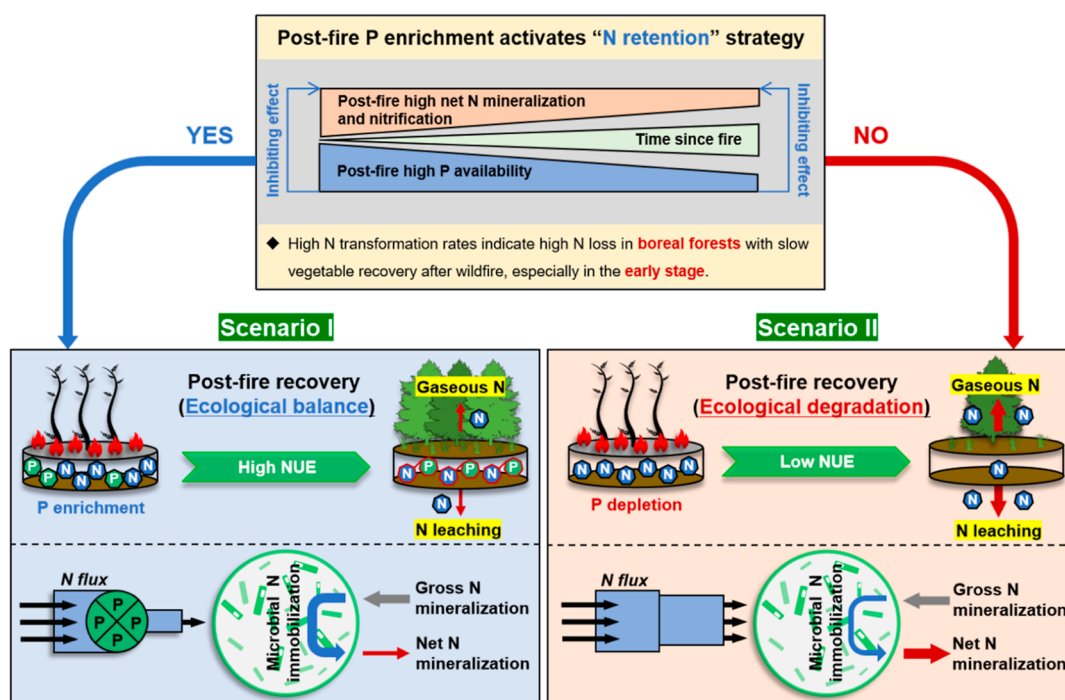 Post-fire P enrichment activates “N retention” strategy
Inhibiting effect
Post-fire high net N mineralization
and nitrification
Time since fire
Post-fire high P availability
Inhibiting effect
YES
NO
◆ High N transformation rates indicate high N loss in boreal forests with slow
vegetable recovery after wildfire, especially in the early stage.
Scenario I
Post-fire recovery
(Ecological balance)
Gaseous N
N
P N N P N N
P P N P N
High NUE
N P N P N P
N
P enrichment
N leaching
N flux
P
P P
P
Microbial N
immobilization
Gross N
mineralization
Net N
mineralization
Scenario II
Post-fire recovery
(Ecological degradation)
Gaseous N
N N
N N N N N N
N N N N N
Low NUE
N
N N
P depletion
N leaching
N flux
Microbial N
immobilization
Gross N
mineralization
Net N
mineralization